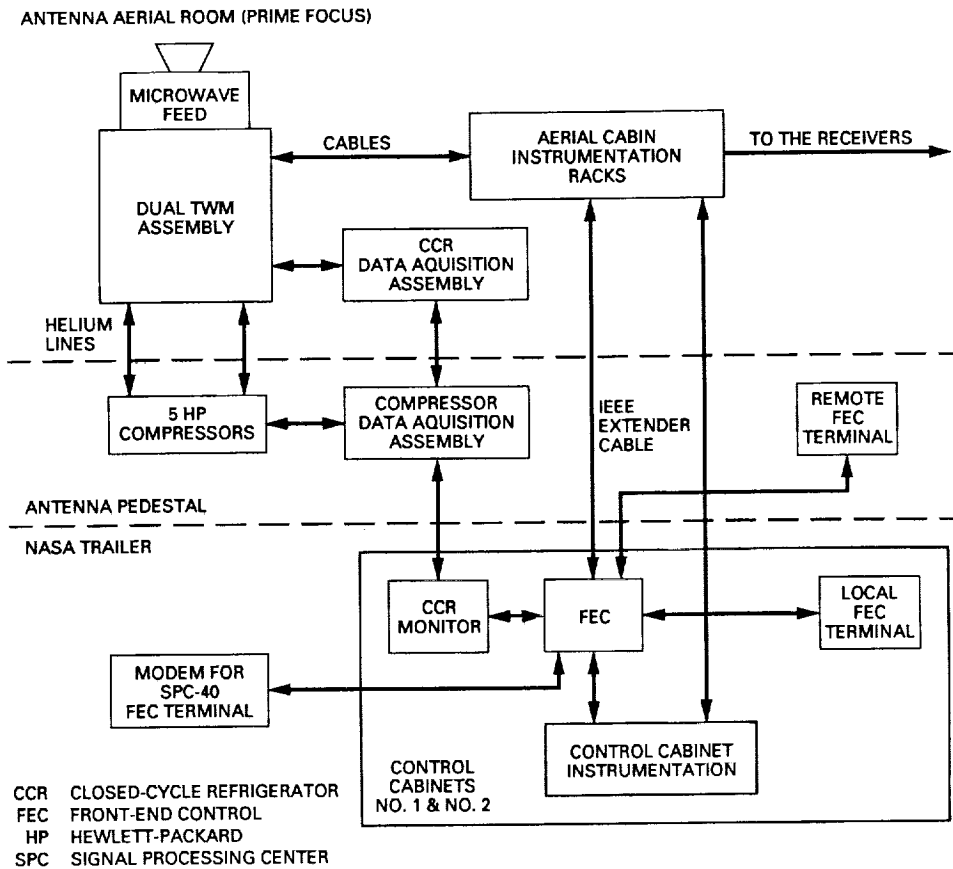 ANTENNA AERIAL ROOM (PRIME FOCUS)
MICROWAVE
FEED
CABLES
AERIAL CABIN
INSTRUMENTATION
RACKS
TO THE RECEIVERS
DUAL TWM
ASSEMBLY
CCR
DATA AQUISITION
ASSEMBLY
HELIUM
LINES
5 HP
COMPRESSORS
COMPRESSOR
DATA AQUISITION
ASSEMBLY
IEEE
EXTENDER
CABLE
REMOTE
FEC
TERMINAL
ANTENNA PEDESTAL
NASA TRAILER
CCR
MONITOR
FEC
LOCAL
FEC
TERMINAL
MODEM FOR
SPC-40
FEC TERMINAL
CONTROL CABINET
INSTRUMENTATION
CONTROL
CABINETS
NO. 1 & NO. 2
CCR CLOSED-CYCLE REFRIGERATOR
FEC FRONT-END CONTROL
HP HEWLETT-PACKARD
SPC SIGNAL PROCESSING CENTER